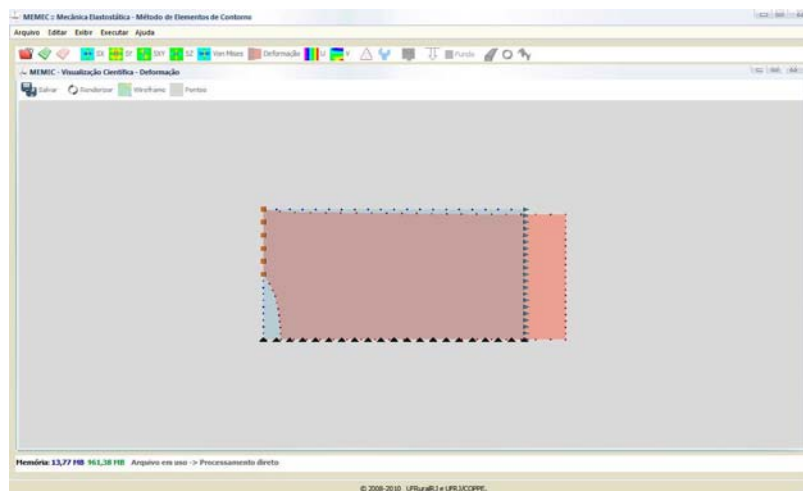 MEMEC :: Mecânica Elastostática - Método de Elementos de Contorno
Arquivo Editar Exibir Executar Ajuda
SX SY SXY SZ Von Mises Deformação U V Fundo
MEMIC - Visualização Científica - Deformação
Salvar Renderizar Wireframe Pontos
Memória: 13,77 MB 961,38 MB Arquivo em uso -> Processamento direto
© 2008-2010 UFRuralRJ e UFRJ/COPPE.